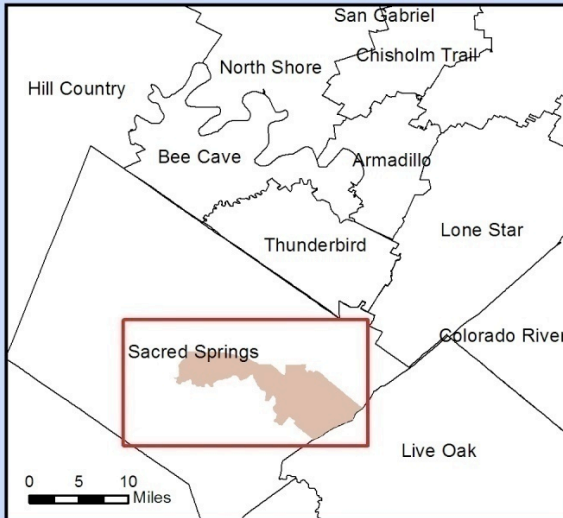 San Gabriel
Chisholm Trail
North Shore
Hill Country
Bee Cave
Armadillo
Lone Star
Thunderbird
Colorado River
Sacred Springs
Live Oak
0 5 10
Miles